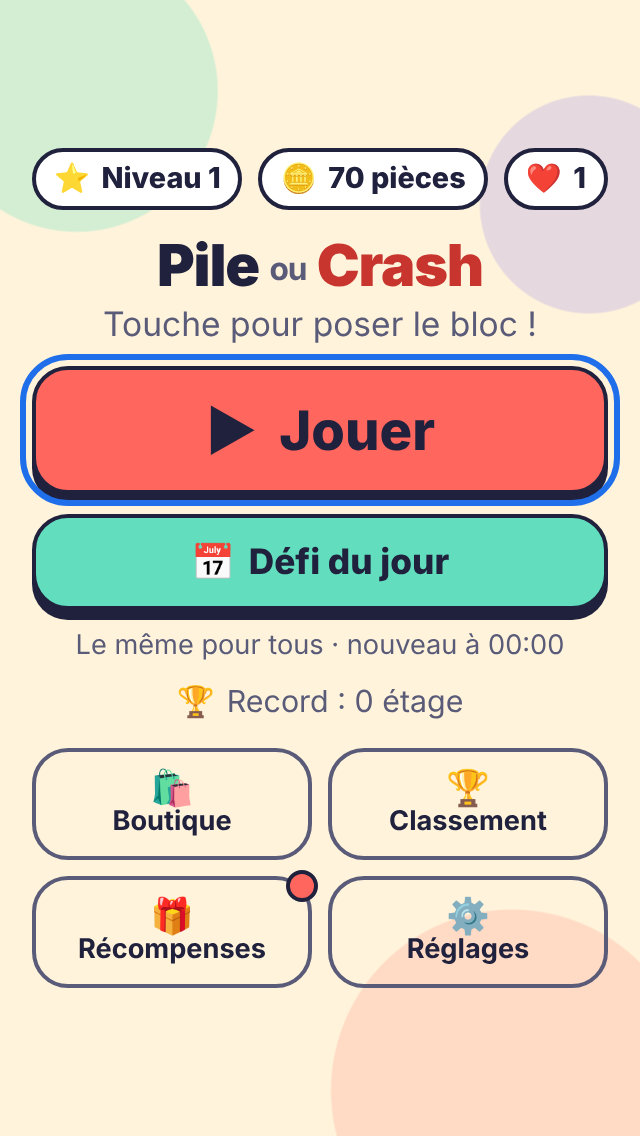 Niveau 1
70 pièces
1
Pile ou Crash
Touche pour poser le bloc !
Jouer
July
17
Défi du jour
Le même pour tous · nouveau à 00:00
Record : 0 étage
Boutique
Classement
Récompenses
Réglages